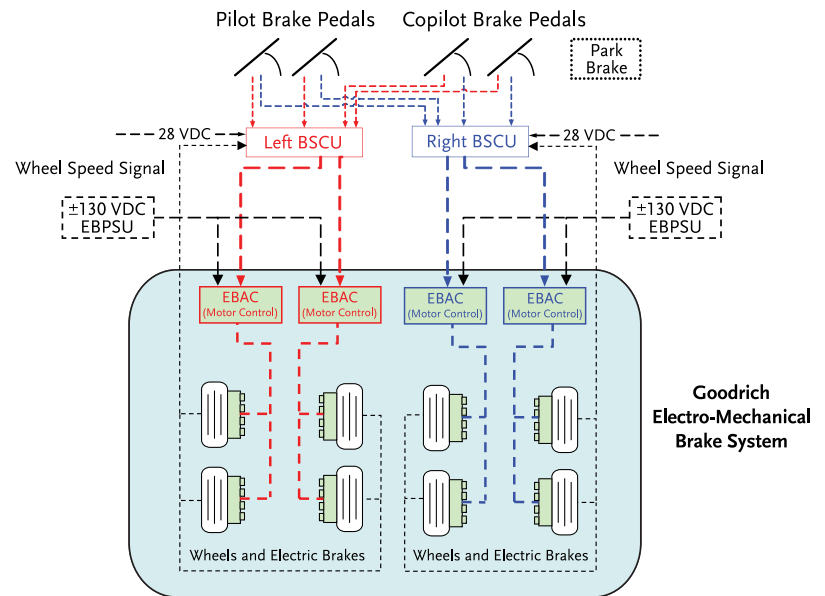 Pilot Brake Pedals
Copilot Brake Pedals
Park
Brake
28 VDC
Left BSCU
Right BSCU
28 VDC
Wheel Speed Signal
Wheel Speed Signal
±130 VDC
EBPSU
±130 VDC
EBPSU
EBAC
(Motor Control)
EBAC
(Motor Control)
EBAC
(Motor Control)
EBAC
(Motor Control)
Goodrich
Electro-Mechanical
Brake System
Wheels and Electric Brakes
Wheels and Electric Brakes